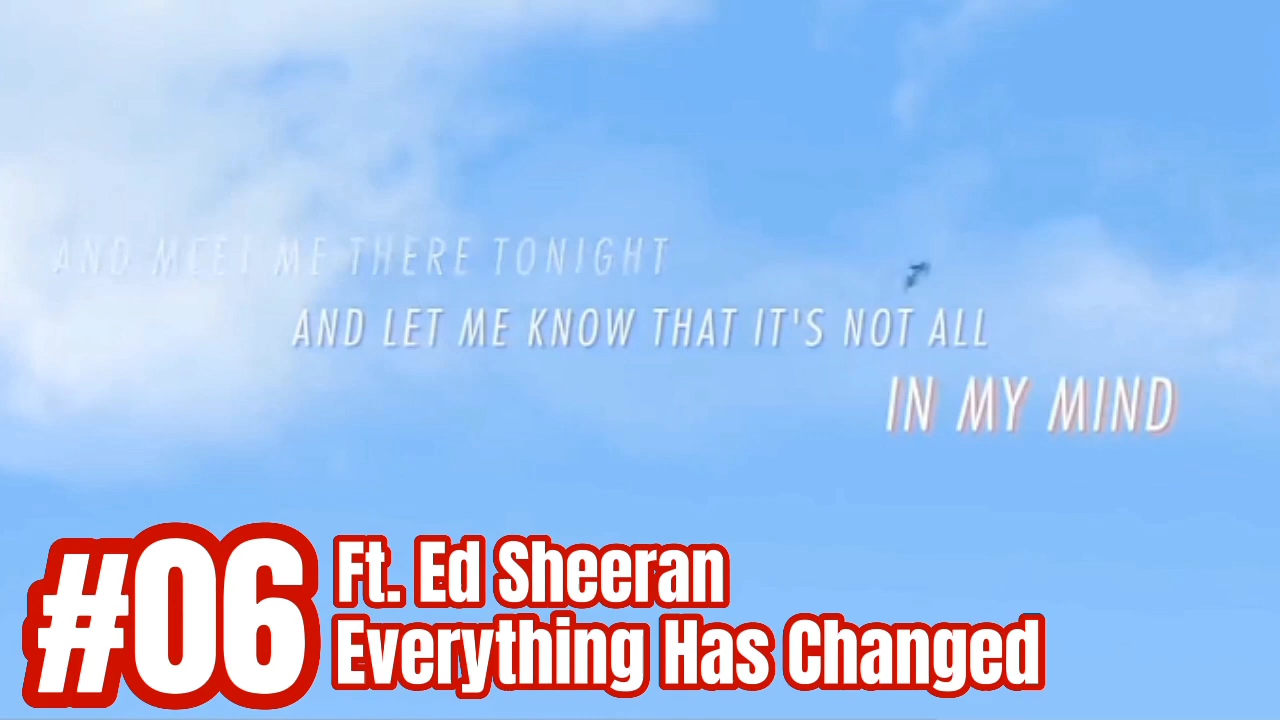 AND MEET ME THERE TONIGHT
AND LET ME KNOW THAT IT'S NOT ALL
IN MY MIND
#06
Ft. Ed Sheeran
Everything Has Changed